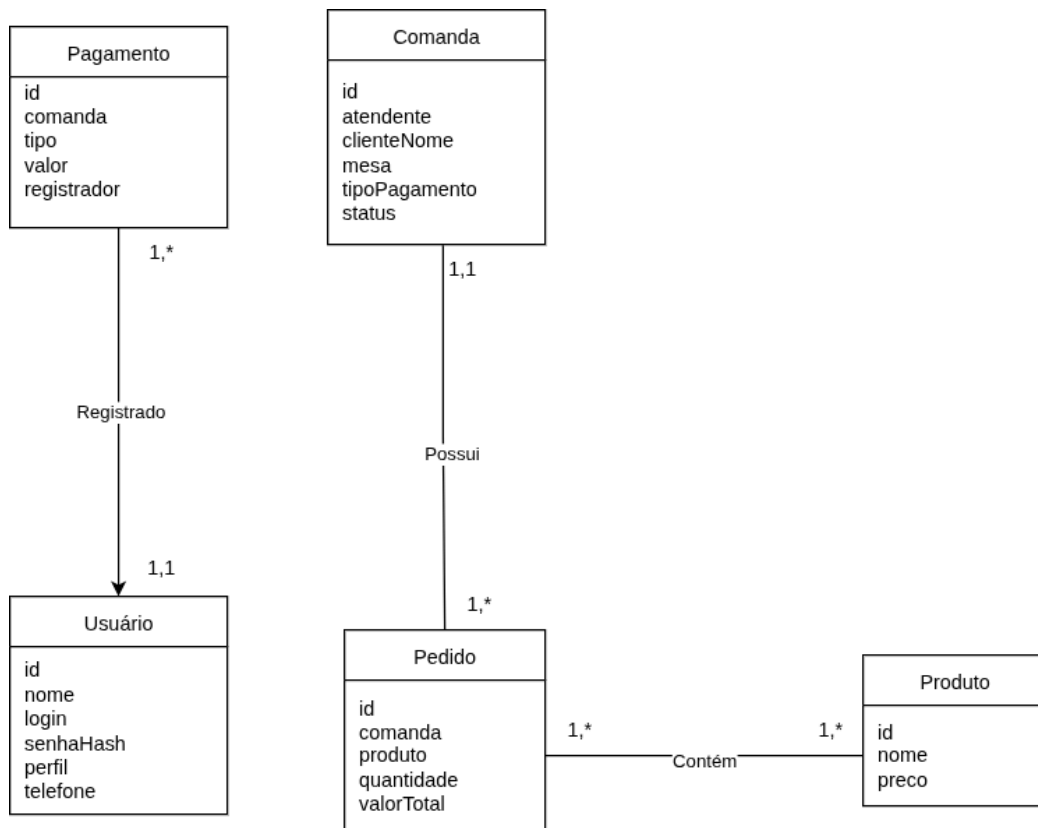 Pagamento
id
comanda
tipo
valor
registrador
Comanda
id
atendente
clienteNome
mesa
tipoPagamento
status
1,*
1,1
Registrado
Possui
1,1
1,*
Usuário
id
nome
login
senhaHash
perfil
telefone
Pedido
id
comanda
produto
quantidade
valorTotal
1,*
Contém
1,*
Produto
id
nome
preco